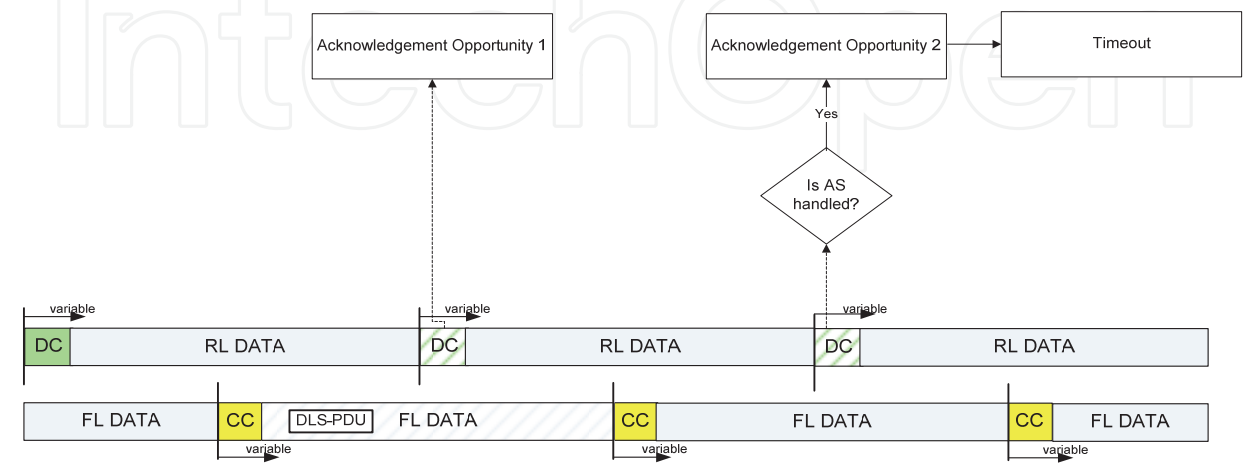 IntechOpen
Acknowledgement Opportunity 1
Acknowledgement Opportunity 2
Timeout
Yes
Is AS
handled?
variable
variable
variable
DC
RL DATA
DC
RL DATA
DC
RL DATA
FL DATA
CC
DLS-PDU
FL DATA
CC
FL DATA
CC
FL DATA
variable
variable
variable